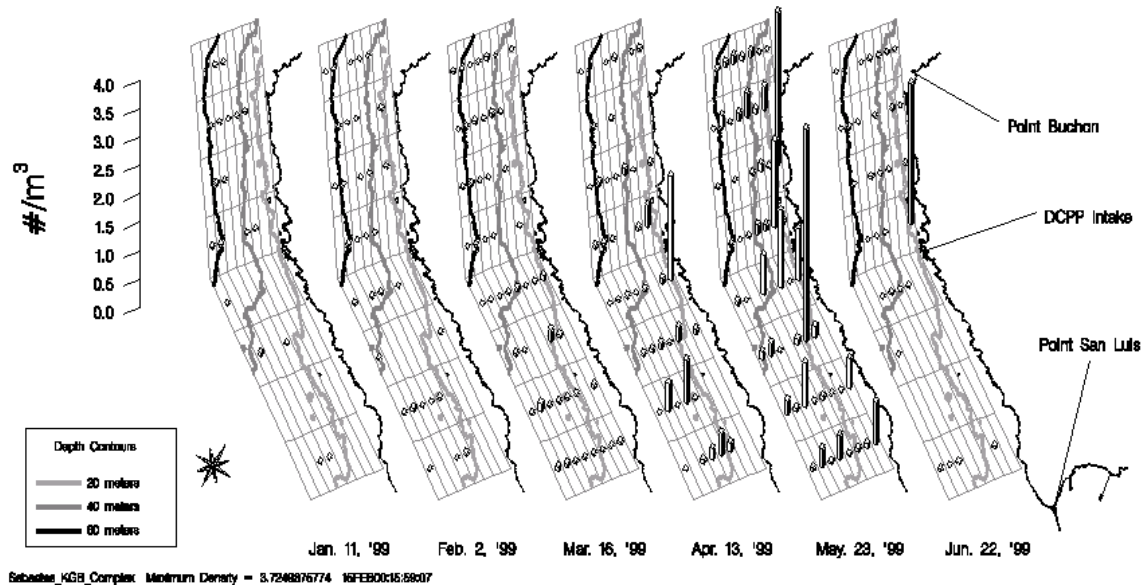 4.0
3.5
3.0
2.5
2.0
1.5
1.0
0.5
0.0
#/m³
Point Buchon
DCPP Intake
Point San Luis
Depth Contours
20 meters
40 meters
60 meters
Jan. 11, '99
Feb. 2, '99
Mar. 16, '99
Apr. 13, '99
May. 23, '99
Jun. 22, '99
Sebastes_KGB_Complex Maximum Density = 3.7249875774 15FEB00:15:59:07